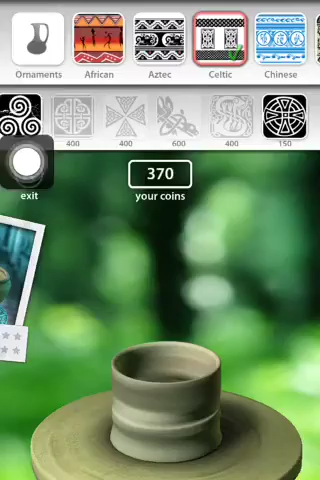 Ornaments African Aztec Celtic Chinese
400 400 600 400 150
exit
370
your coins